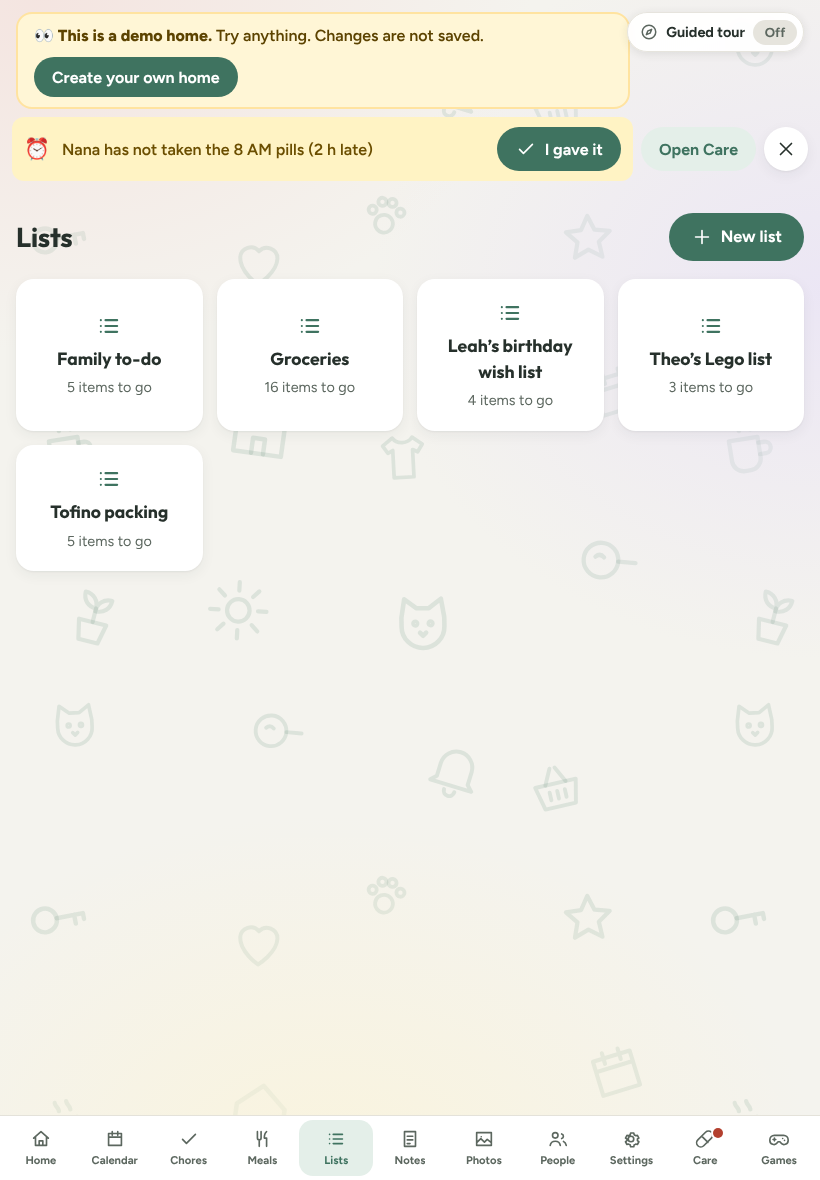 👀 This is a demo home. Try anything. Changes are not saved.
Guided tour Off
Create your own home
⏰ Nana has not taken the 8 AM pills (2 h late)
I gave it
Open Care
Lists
New list
Family to-do
5 items to go
Groceries
16 items to go
Leah’s birthday
wish list
4 items to go
Theo’s Lego list
3 items to go
Tofino packing
5 items to go
Home
Calendar
Chores
Meals
Lists
Notes
Photos
People
Settings
Care
Games